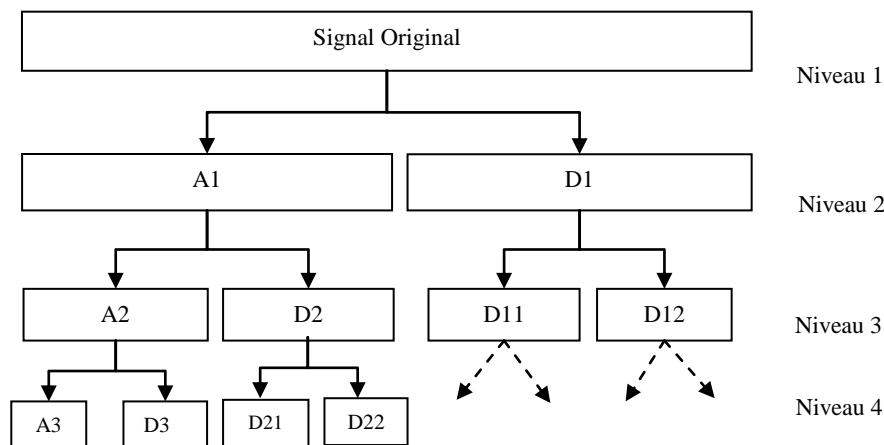 Signal Original
Niveau 1
A1
D1
Niveau 2
A2
D2
D11
D12
Niveau 3
A3
D3
D21
D22
Niveau 4